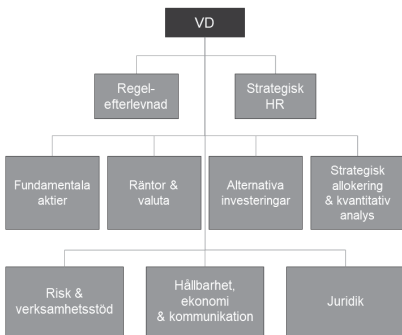 VD
Regel-
efterlevnad
Strategisk
HR
Fundamentala
aktier
Räntor &
valuta
Alternativa
investeringar
Strategisk
allokering
& kvantitativ
analys
Risk &
verksamhetsstöd
Hållbarhet,
ekonomi
& kommunikation
Juridik